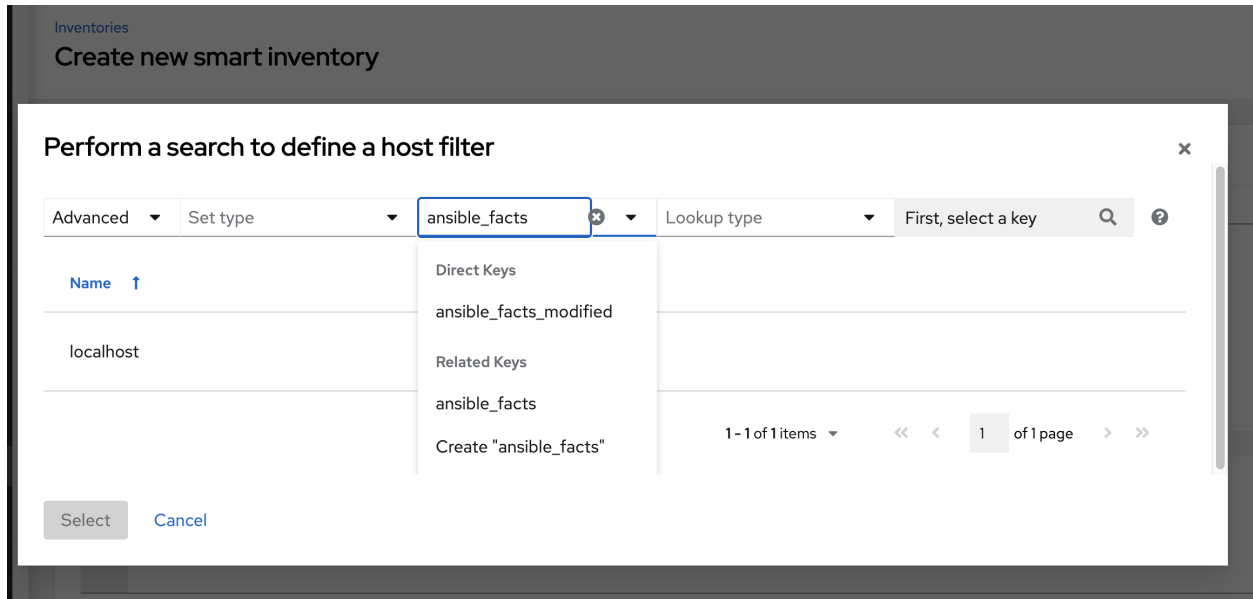 Inventories
Create new smart inventory
Perform a search to define a host filter
Advanced Set type ansible_facts Lookup type First, select a key
Direct Keys
Name
ansible_facts_modified
localhost
Related Keys
ansible_facts
1 - 1 of 1 items 1 of 1 page
Create "ansible_facts"
Select Cancel